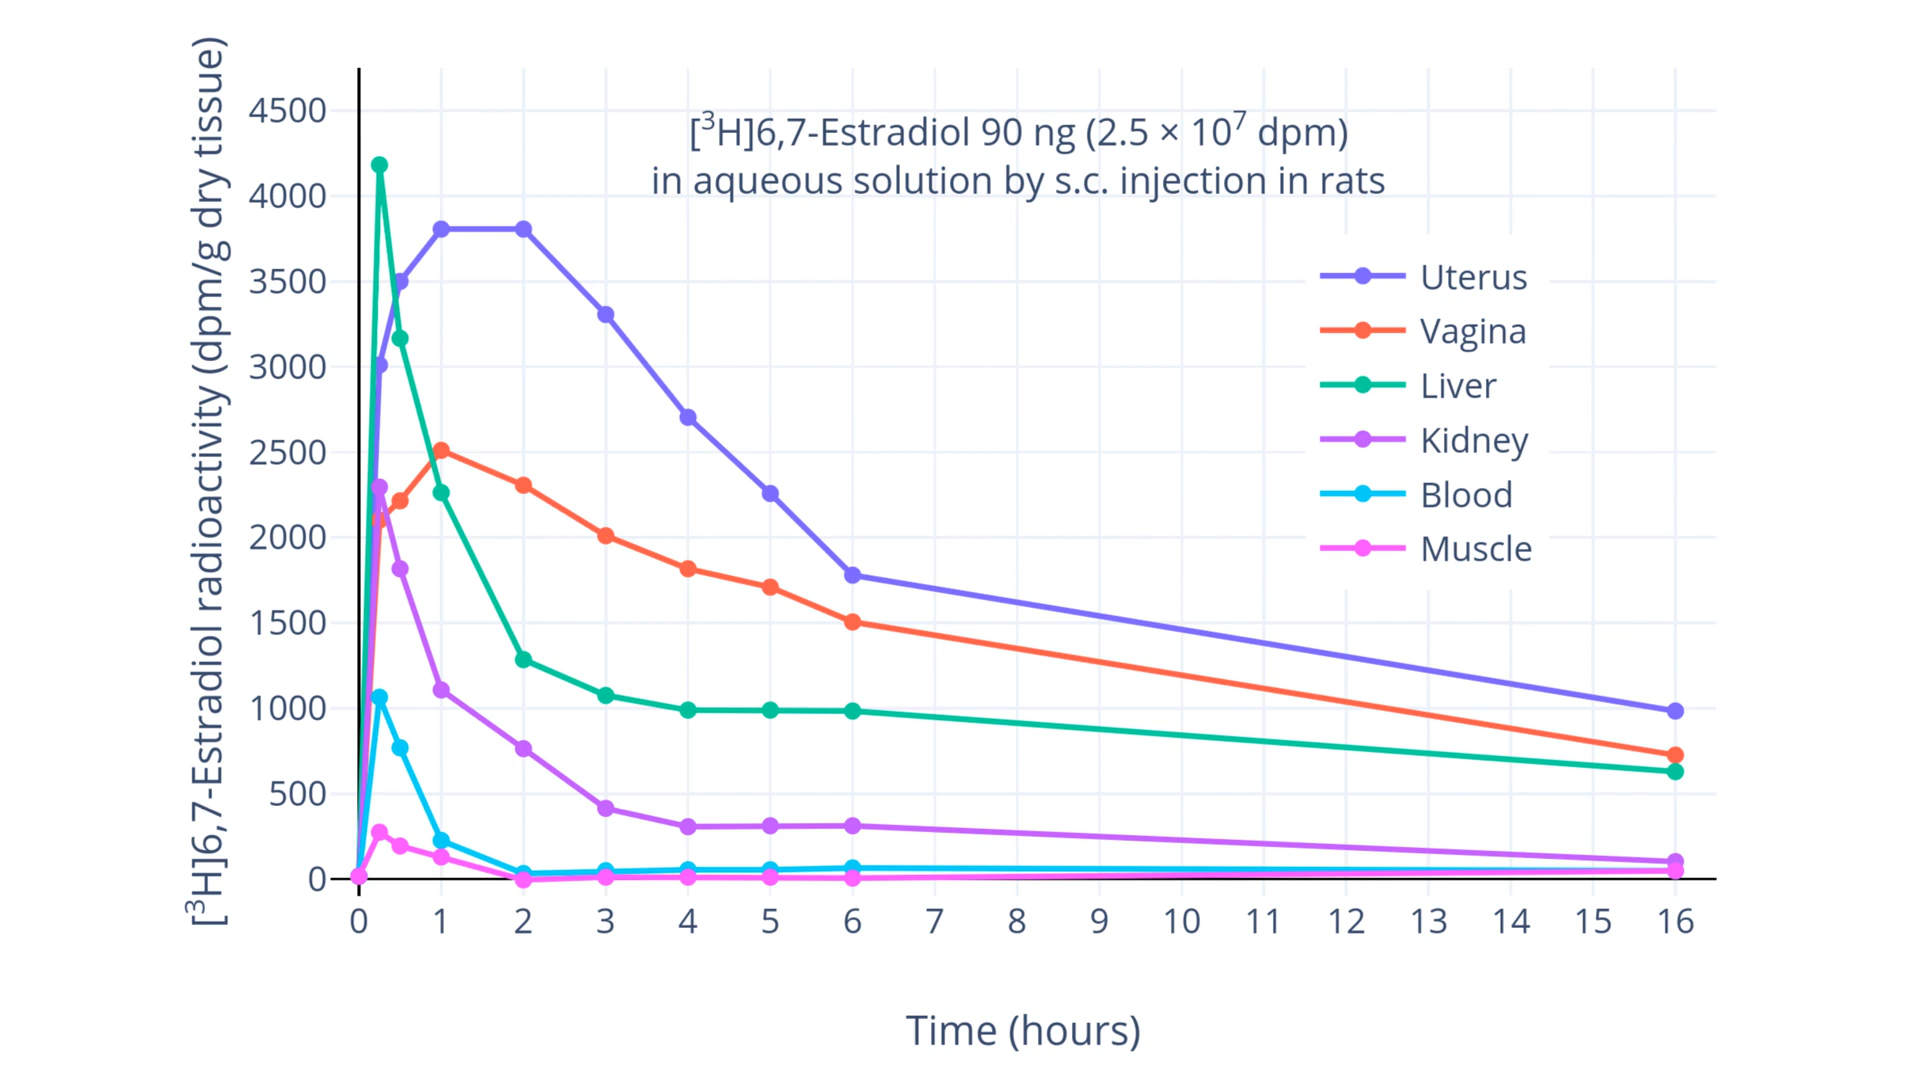 [³H]6,7-Estradiol radioactivity (dpm/g dry tissue)
4500
4000
3500
3000
2500
2000
1500
1000
500
0
[³H]6,7-Estradiol 90 ng (2.5 × 10⁷ dpm)
in aqueous solution by s.c. injection in rats
Uterus
Vagina
Liver
Kidney
Blood
Muscle
0 1 2 3 4 5 6 7 8 9 10 11 12 13 14 15 16
Time (hours)